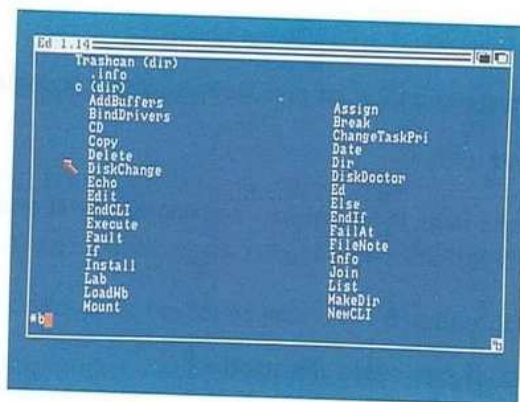 Ed 1.14
Trashcan (dir)
.info
c (dir)
AddBuffers Assign
BindDrivers Break
CD ChangeTaskPri
Copy Date
Delete Dir
DiskChange DiskDoctor
Echo Ed
Edit Else
EndCLI EndIf
Execute FailAt
Fault FileNote
If Info
Install Join
Lab List
LoadWb MakeDir
Mount NewCLI
*b